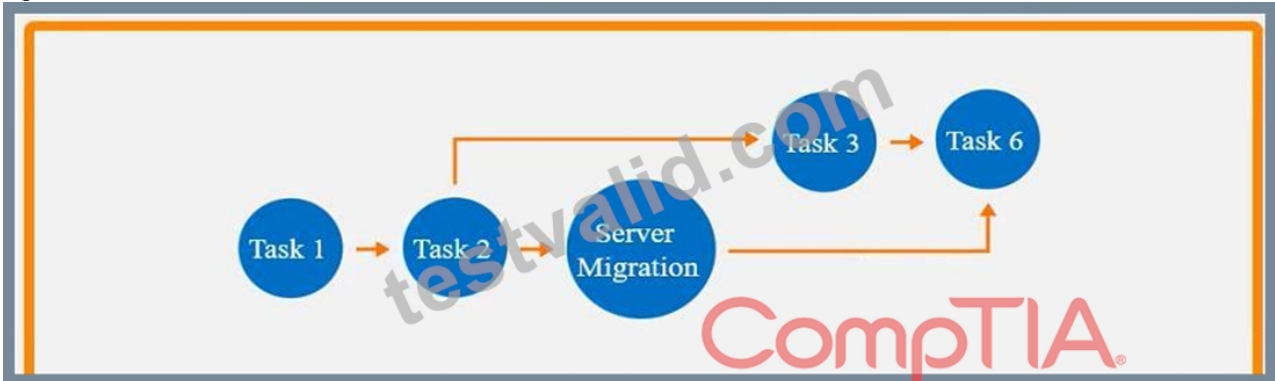 Task 3
Task 6
Task 1
Task 2
Server
Migration
testvalid.com
CompTIA.